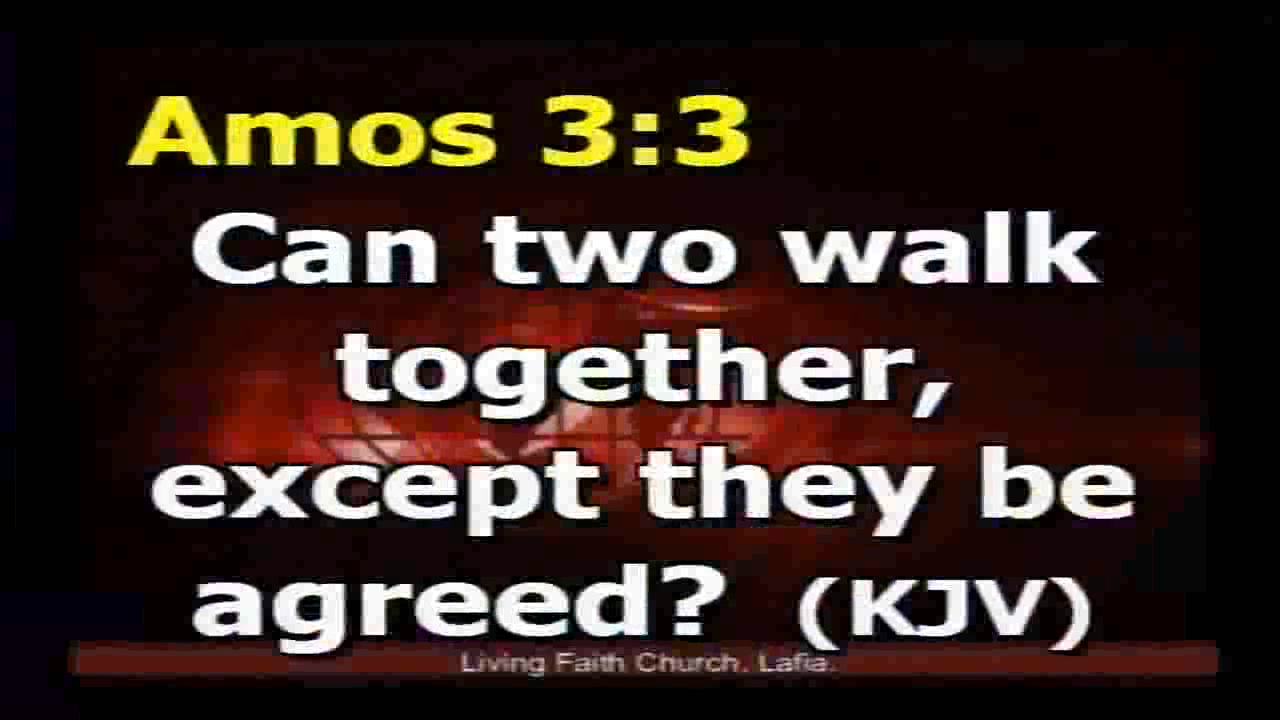 Amos 3:3
Can two walk
together,
except they be
agreed? (KJV)
Living Faith Church. Lafia.